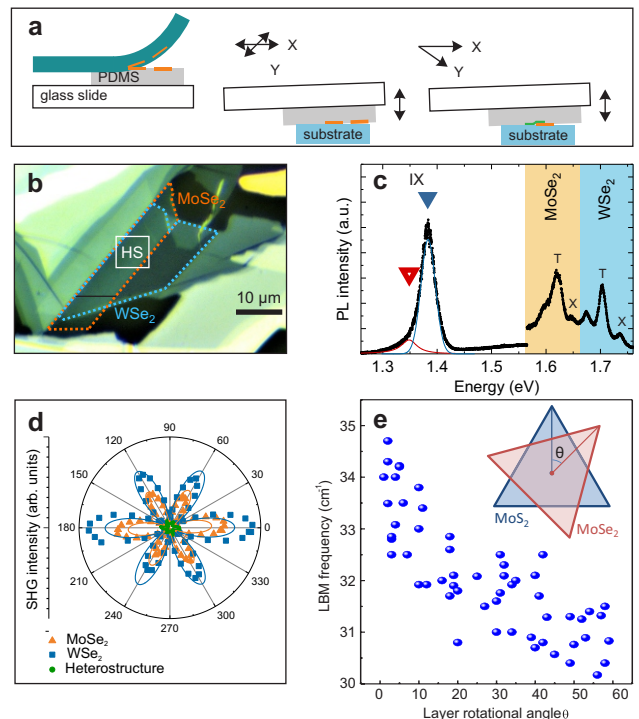 a
X
Y
X
Y
PDMS
glass slide
substrate
substrate
b
MoSe2
HS
WSe2
10 µm
c
IX
MoSe2
WSe2
T
X
T
X
PL intensity (a.u.)
1.3 1.4 1.5 1.6 1.7
Energy (eV)
d
90
120 60
150 30
180 0
210 330
240 300
270
SHG intensity (arb. units)
MoSe2
WSe2
Heterostructure
e
θ
MoS2
MoSe2
35
34
33
32
31
30
LBM frequency (cm-1)
0 10 20 30 40 50 60
Layer rotational angleθ